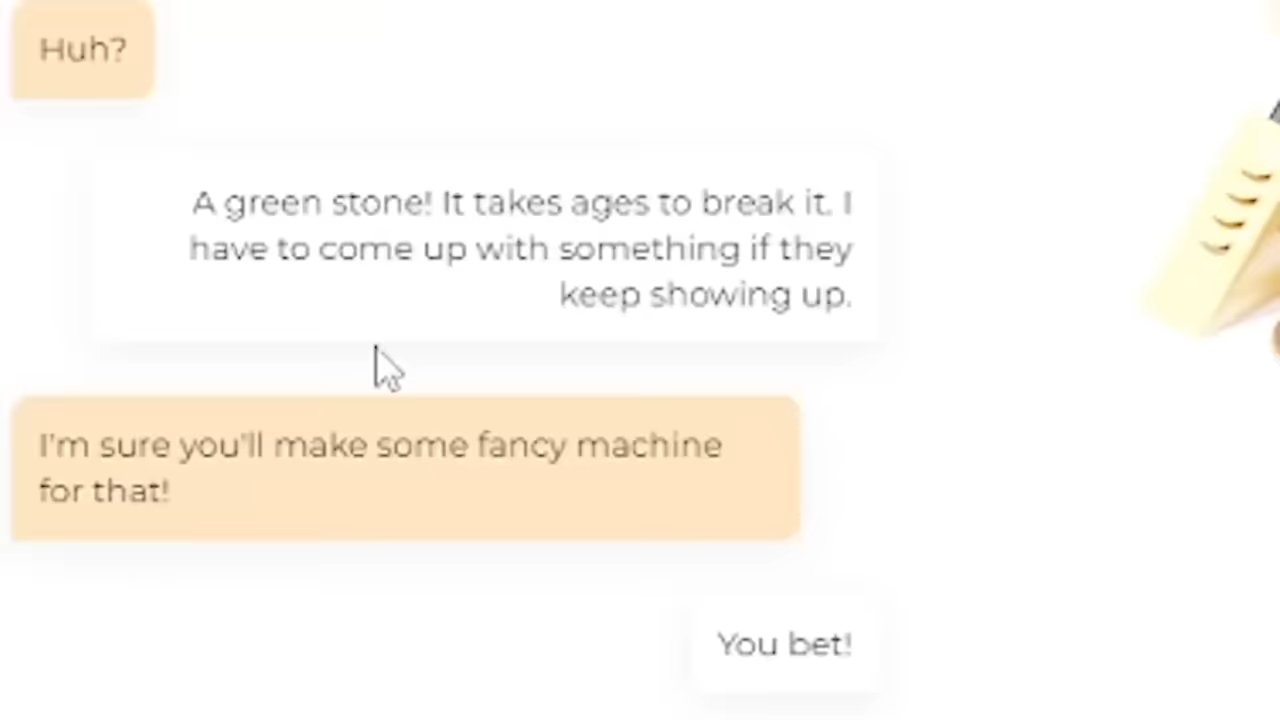 Huh?
A green stone! It takes ages to break it. I
have to come up with something if they
keep showing up.
I'm sure you'll make some fancy machine
for that!
You bet!